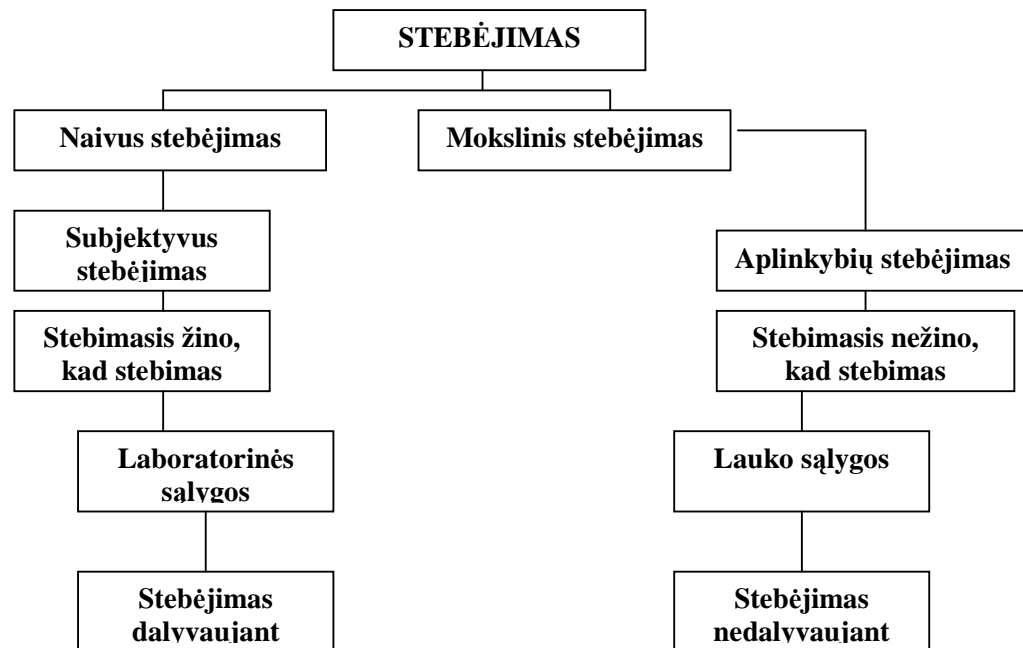 STEBĖJIMAS
Naivus stebėjimas
Mokslinis stebėjimas
Subjektyvus
stebėjimas
Aplinkybių stebėjimas
Stebimasis žino,
kad stebimas
Stebimasis nežino,
kad stebimas
Laboratorinės
sąlygos
Lauko sąlygos
Stebėjimas
dalyvaujant
Stebėjimas
nedalyvaujant